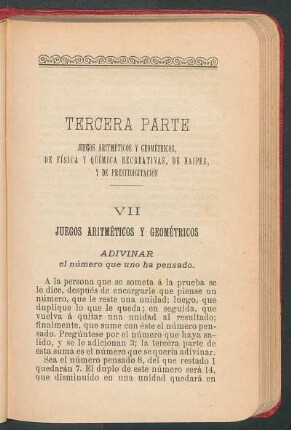 TERCERA PARTE
JUEGOS ARITMÉTICOS Y GEOMÉTRICOS,
DE FÍSICA Y QUÍMICA RECREATIVAS, DE NAIPES,
Y DE PRESTIDIGITACIÓN
VII
JUEGOS ARITMÉTICOS Y GEOMÉTRICOS
ADIVINAR
el número que uno ha pensado.
A la persona que se someta á la prueba se
le dice, después de encargarle que piense un
número, que le reste una unidad; luego, que
duplique lo que le queda; en seguida, que
vuelva á quitar una unidad al resultado;
finalmente, que sume con éste el número pen-
sado. Pregúntese por el número que haya sa-
lido, y se le adicionan 3; la tercera parte de
esta suma es el número que se quería adivinar.
Sea el número pensado 8, del que restado 1
quedarán 7. El duplo de este número será 14,
que disminuído en una unidad quedará en